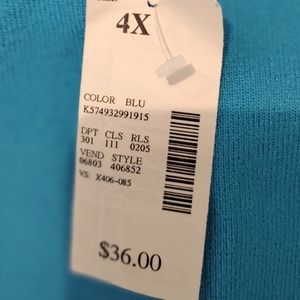 4X
COLOR BLU
K574932991915
DPT CLS RLS
301 111 0205
VEND STYLE
06803 406852
VS: X406-085
$36.00